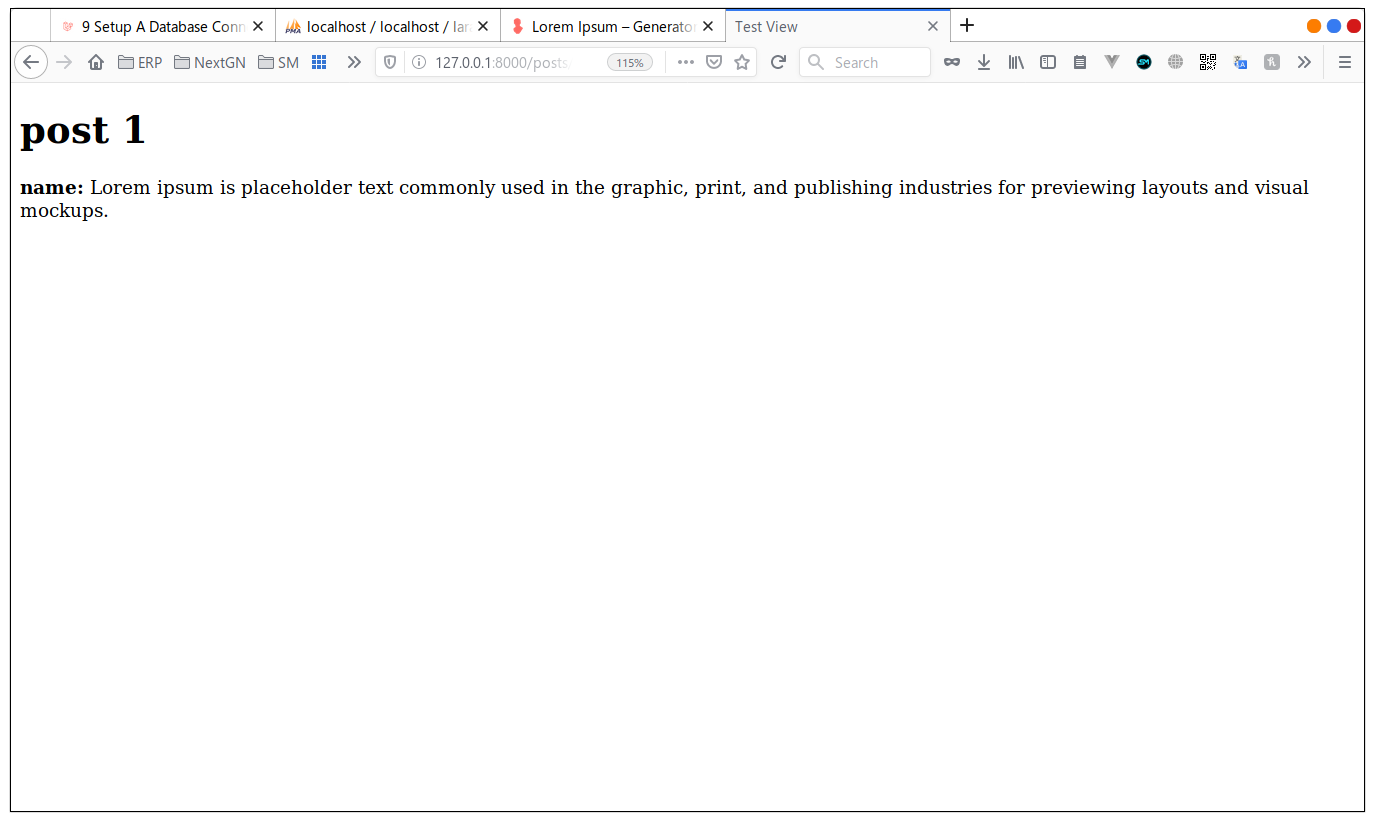 9 Setup A Database Conn
localhost / localhost / lar
Lorem Ipsum – Generator
Test View
ERP
NextGN
SM
127.0.0.1:8000/posts
115%
Search
post 1
name: Lorem ipsum is placeholder text commonly used in the graphic, print, and publishing industries for previewing layouts and visual
mockups.